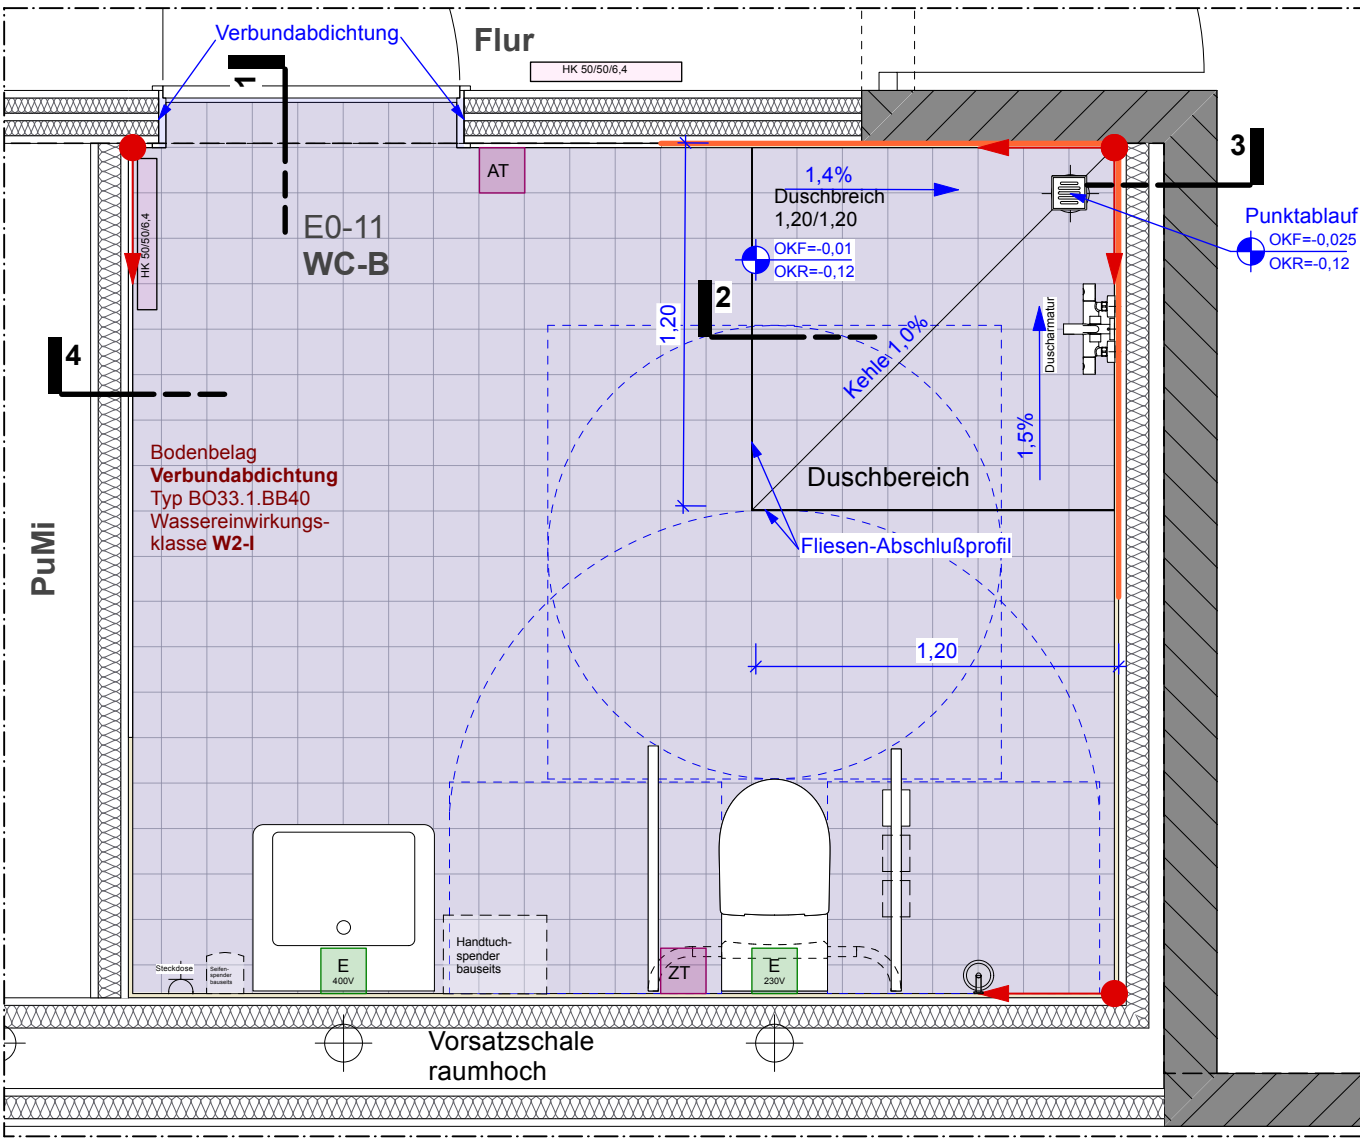 Verbundabdichtung
Flur
HK 50/50/6,4
1
3
AT
1,4%
Duschbreich
1,20/1,20
Punktablauf
OKF=-0,025
OKR=-0,12
E0-11
WC-B
HK 50/50/6,4
OKF=-0,01
OKR=-0,12
2
1,20
Kehle 1,0%
Duscharmatur
4
1,5%
Bodenbelag
Verbundabdichtung
Typ BO33.1.BB40
Wassereinwirkungs-
klasse W2-I
Duschbereich
PuMi
Fliesen-Abschlußprofil
1,20
Steckdose
Seifen-
spender
bauseits
E
400V
Handtuch-
spender
bauseits
ZT
E
230V
Vorsatzschale
raumhoch